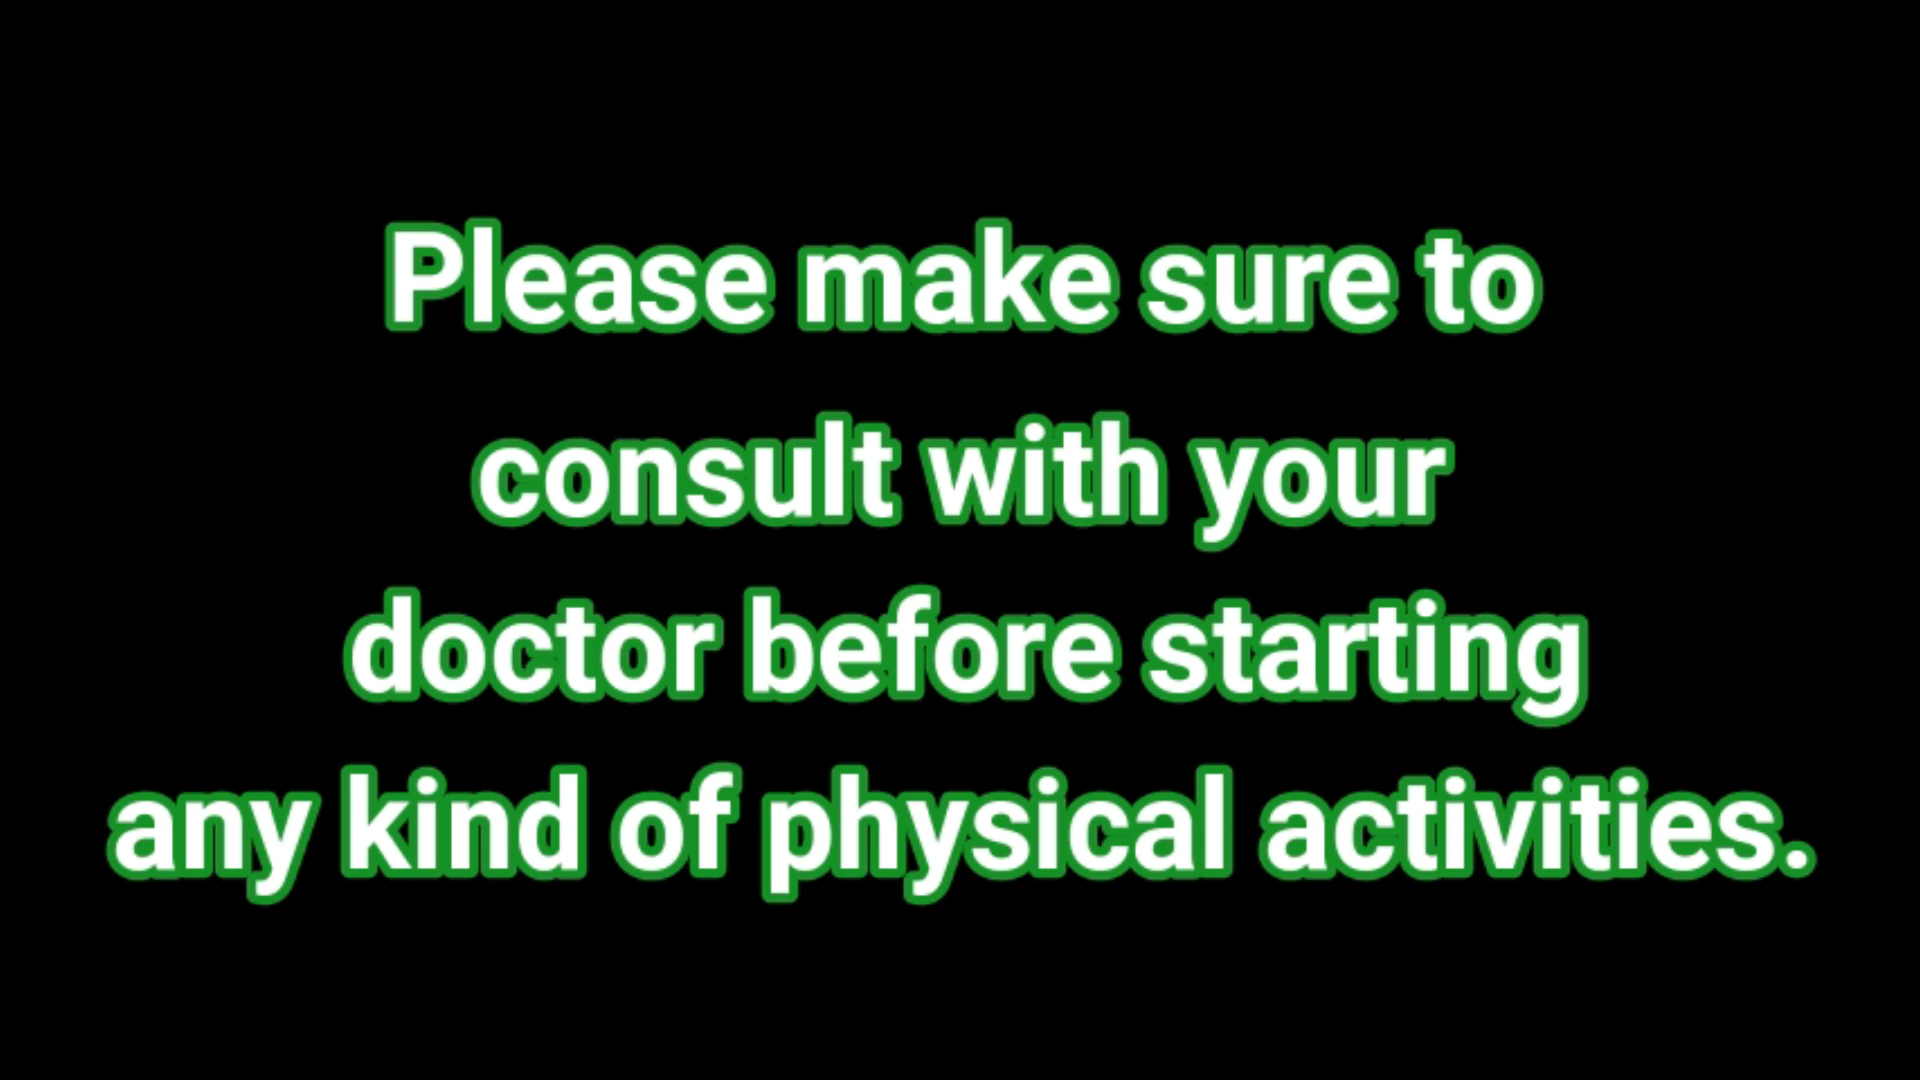 Please make sure to
consult with your
doctor before starting
any kind of physical activities.